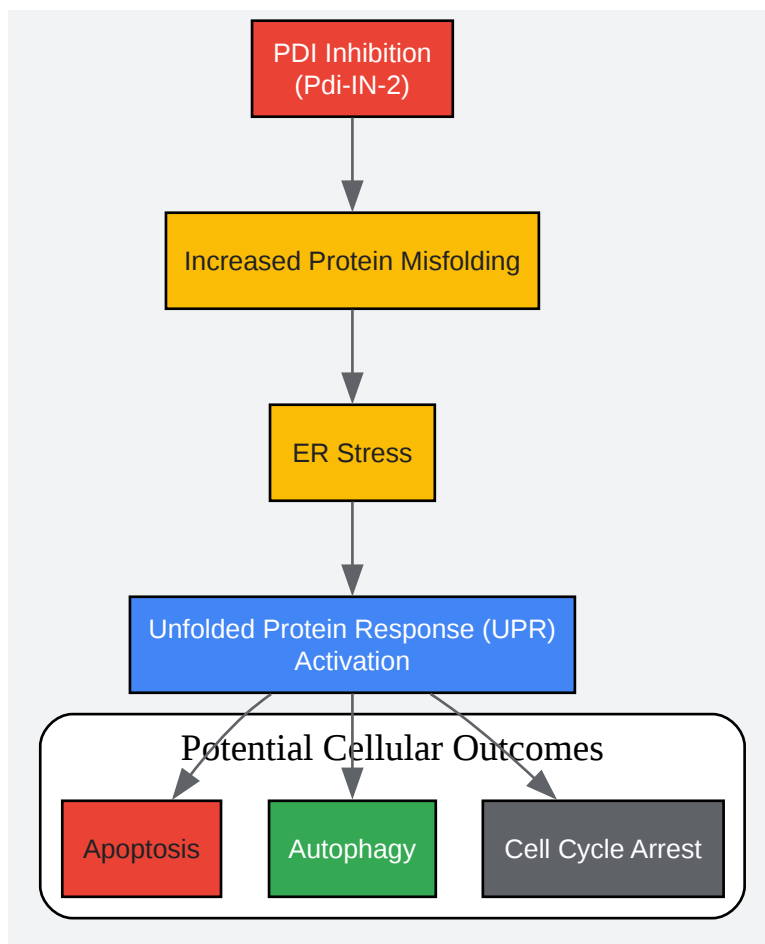 PDI Inhibition
(Pdi-IN-2)
Increased Protein Misfolding
ER Stress
Unfolded Protein Response (UPR)
Activation
Potential Cellular Outcomes
Apoptosis
Autophagy
Cell Cycle Arrest